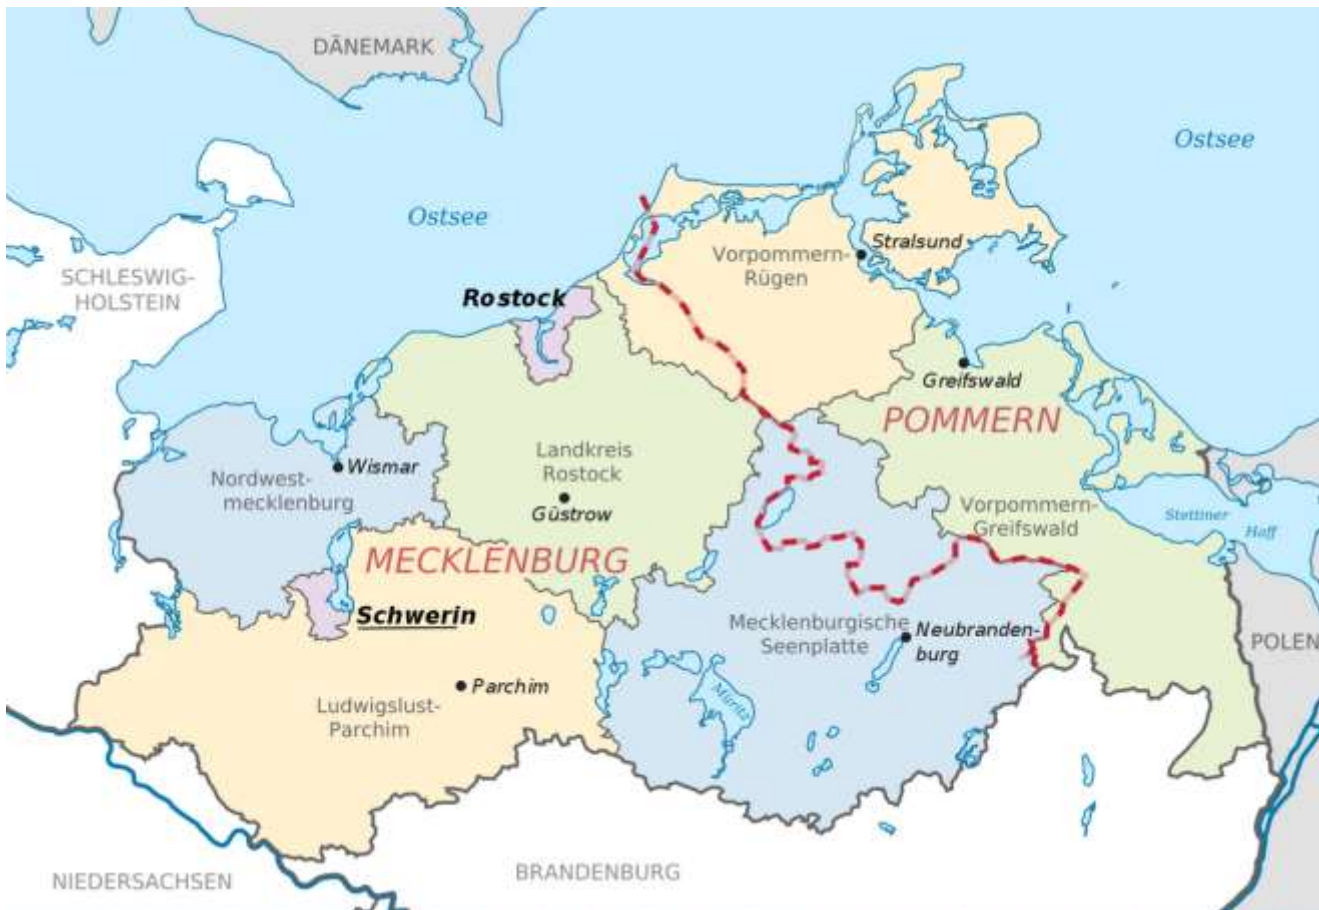 DÄNEMARK
Ostsee
Ostsee
SCHLESWIG-
HOLSTEIN
Stralsund
Vorpommern-
Rügen
Rostock
Greifswald
POMMERN
Landkreis
Rostock
Wismar
Nordwest-
mecklenburg
Güstrow
Vorpommern-
Greifswald
Stettiner
Haff
MECKLENBURG
Schwerin
Mecklenburgische
Seenplatte
Neubranden-
burg
POLEN
Parchim
Müritz
Ludwigslust-
Parchim
NIEDERSACHSEN
BRANDENBURG